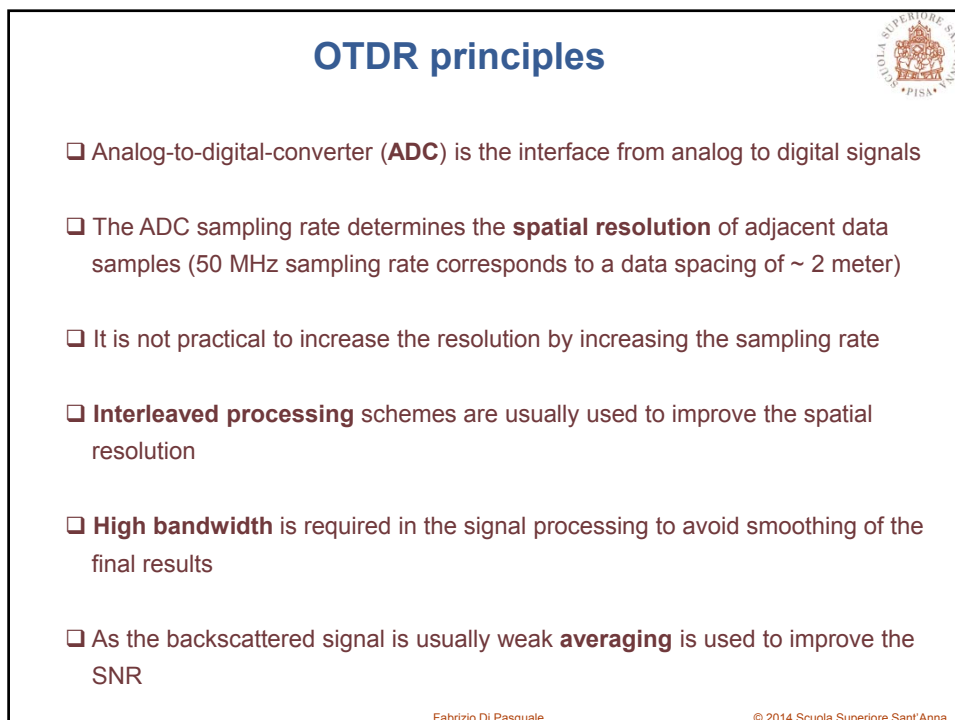 OTDR principles
SCUOLA SUPERIORE SANT'ANNA
• PISA •
❑ Analog-to-digital-converter (ADC) is the interface from analog to digital signals
❑ The ADC sampling rate determines the spatial resolution of adjacent data
samples (50 MHz sampling rate corresponds to a data spacing of ~ 2 meter)
❑ It is not practical to increase the resolution by increasing the sampling rate
❑ Interleaved processing schemes are usually used to improve the spatial
resolution
❑ High bandwidth is required in the signal processing to avoid smoothing of the
final results
❑ As the backscattered signal is usually weak averaging is used to improve the
SNR
Fabrizio Di Pasquale
© 2014 Scuola Superiore Sant'Anna